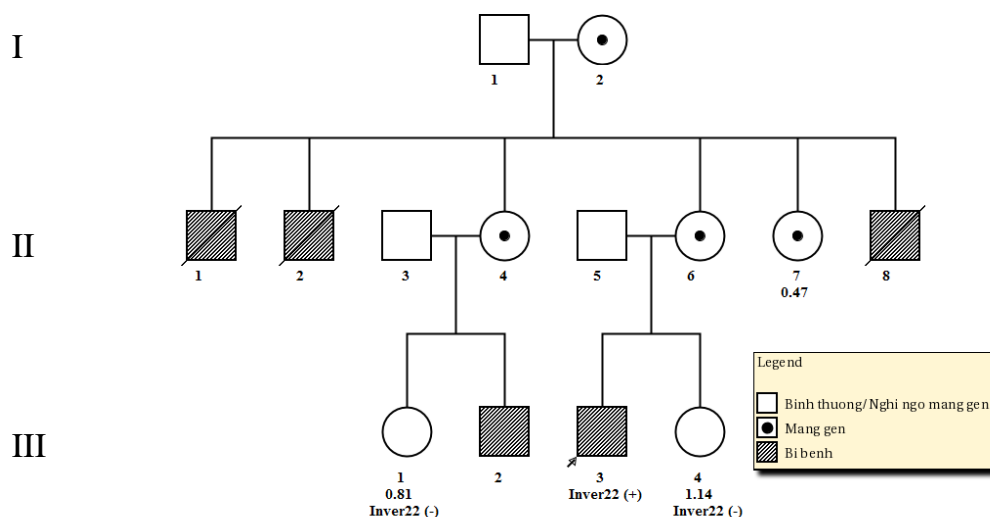 I
1 2
II
1 2 3 4 5 6 7 8
0.47
III
1 2 3 4
0.81 Inver22 (+) 1.14
Inver22 (-) Inver22 (-)
Legend
Binh thuong/Nghi ngo mang gen
Mang gen
Bi benh